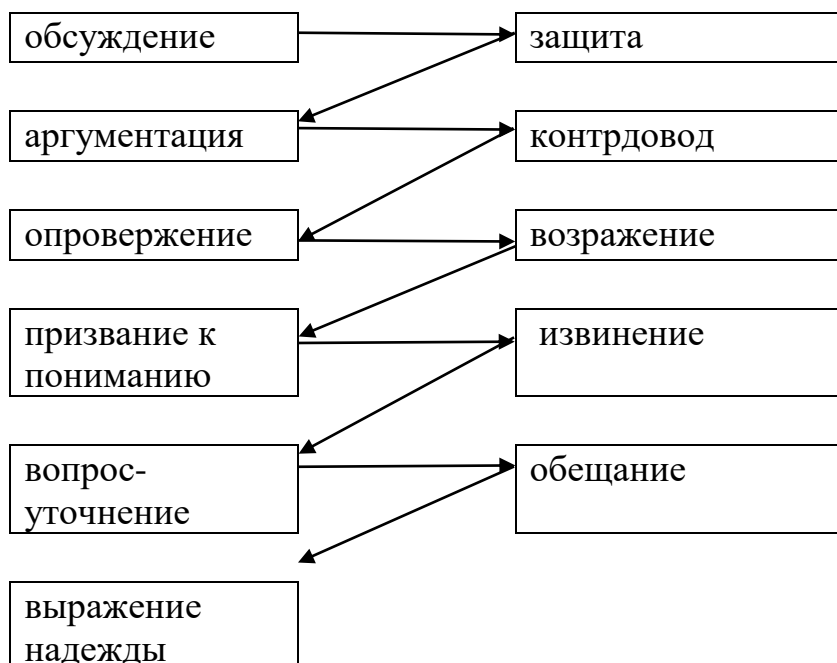 обсуждение
защита
аргументация
контрдовод
опровержение
возражение
призвание к
пониманию
извинение
вопрос-
уточнение
обещание
выражение
надежды